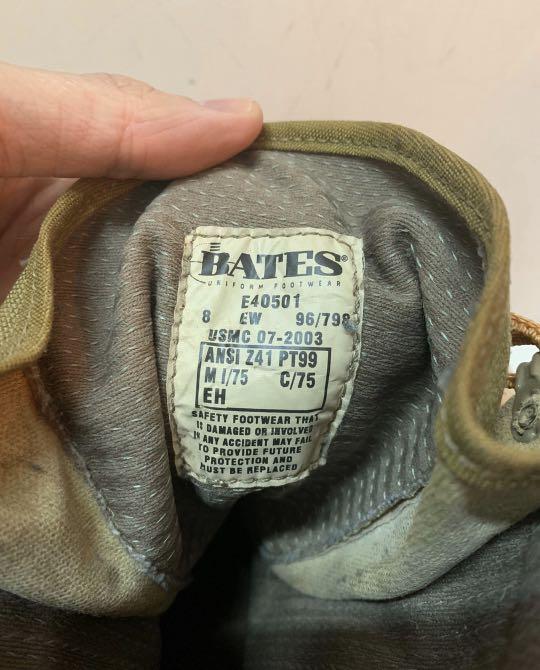 BATES®
UNIFORM FOOTWEAR
E40501
8 EW 96/798
USMC 07-2003
ANSI Z41 PT99
M I/75 C/75
EH
SAFETY FOOTWEAR THAT
IS DAMAGED OR INVOLVED
IN ANY ACCIDENT MAY FAIL
TO PROVIDE FUTURE
PROTECTION AND
MUST BE REPLACED